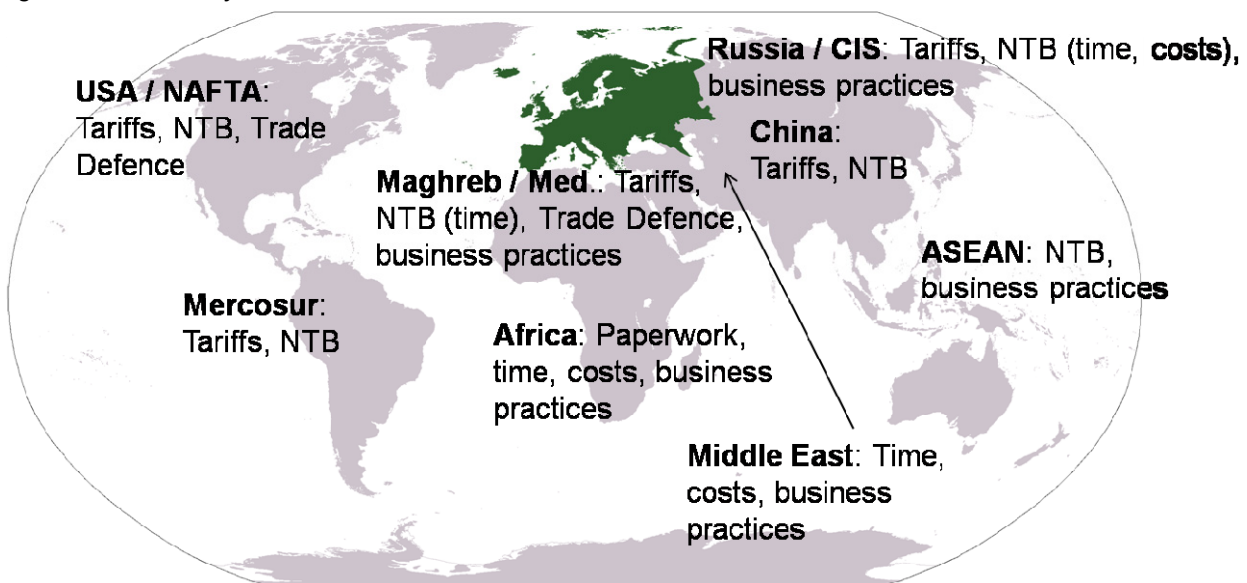 Russia / CIS: Tariffs, NTB (time, costs),
business practices
USA / NAFTA:
Tariffs, NTB, Trade
Defence
China:
Tariffs, NTB
Maghreb / Med.: Tariffs,
NTB (time), Trade Defence,
business practices
ASEAN: NTB,
business practices
Mercosur:
Tariffs, NTB
Africa: Paperwork,
time, costs, business
practices
Middle East: Time,
costs, business
practices